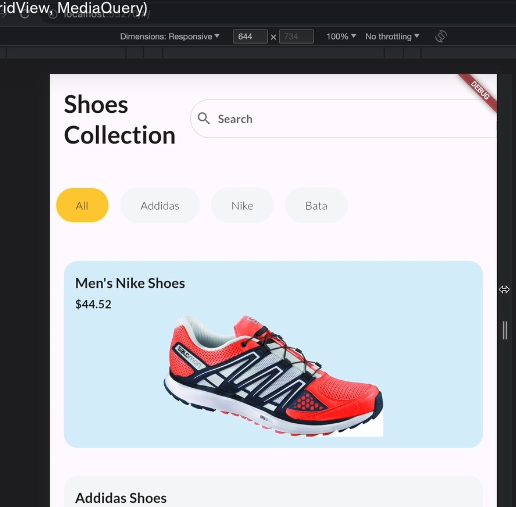 ridView, MediaQuery)
localhost:5527
Dimensions: Responsive 644 × 734 100% No throttling
DEBUG
Shoes
Collection
Search
All Addidas Nike Bata
Men's Nike Shoes
$44.52
Addidas Shoes